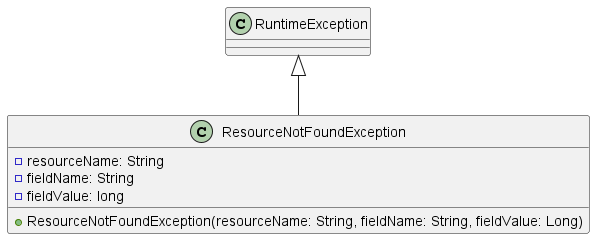 C RuntimeException
C ResourceNotFoundException
resourceName: String
fieldName: String
fieldValue: long
ResourceNotFoundException(resourceName: String, fieldName: String, fieldValue: Long)